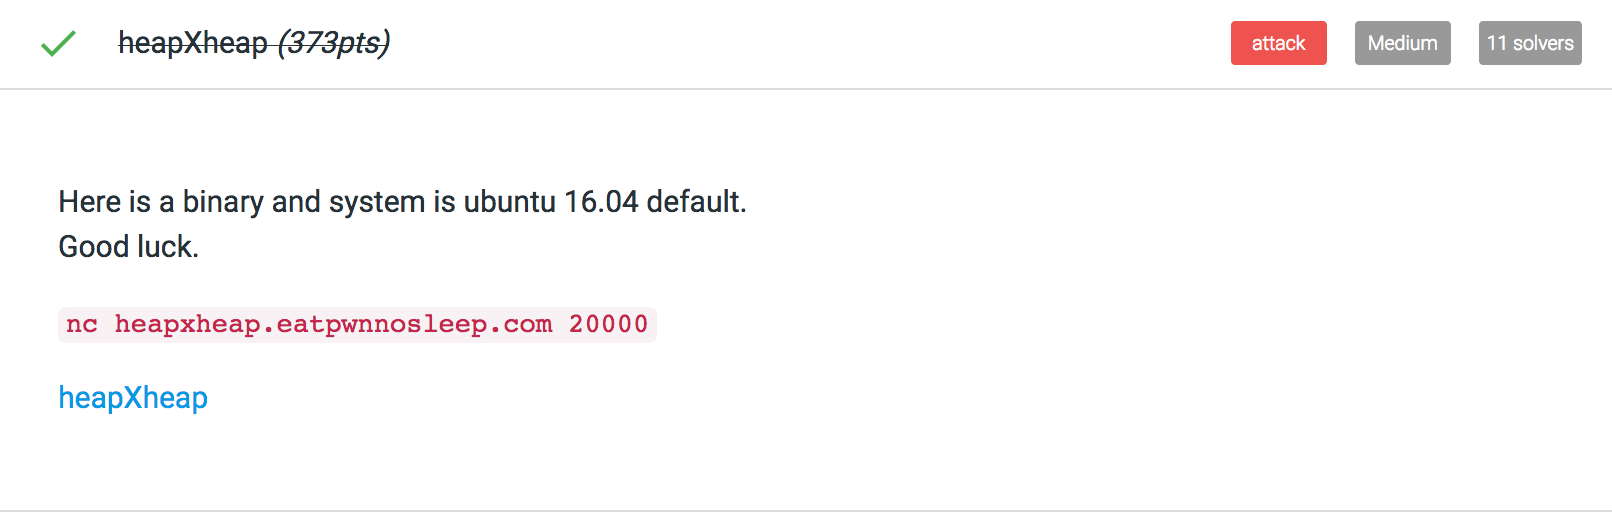 heapXheap (373pts) attack Medium 11 solvers
Here is a binary and system is ubuntu 16.04 default.
Good luck.
nc heapxheap.eatpwnnosleep.com 20000
heapXheap